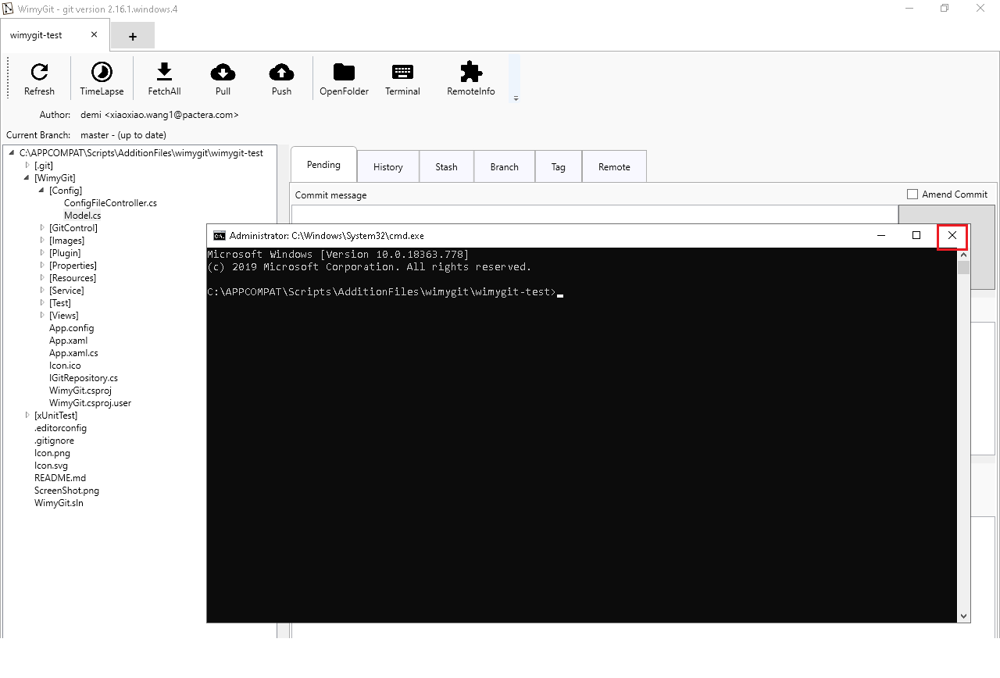 WimyGit - git version 2.16.1.windows.4
wimygit-test
+
Refresh TimeLapse FetchAll Pull Push OpenFolder Terminal RemoteInfo
Author: demi <xiaoxiao.wang1@pactera.com>
Current Branch: master - (up to date)
C:\APPCOMPAT\Scripts\AdditionFiles\wimygit\wimygit-test
[.git]
[WimyGit]
[Config]
ConfigFileController.cs
Model.cs
[GitControl]
[Images]
[Plugin]
[Properties]
[Resources]
[Service]
[Test]
[Views]
App.config
App.xaml
App.xaml.cs
Icon.ico
IGitRepository.cs
WimyGit.csproj
WimyGit.csproj.user
[xUnitTest]
.editorconfig
.gitignore
Icon.png
Icon.svg
README.md
ScreenShot.png
WimyGit.sln
Pending History Stash Branch Tag Remote
Commit message Amend Commit
Administrator: C:\Windows\System32\cmd.exe
Microsoft Windows [Version 10.0.18363.778]
(c) 2019 Microsoft Corporation. All rights reserved.
C:\APPCOMPAT\Scripts\AdditionFiles\wimygit\wimygit-test>